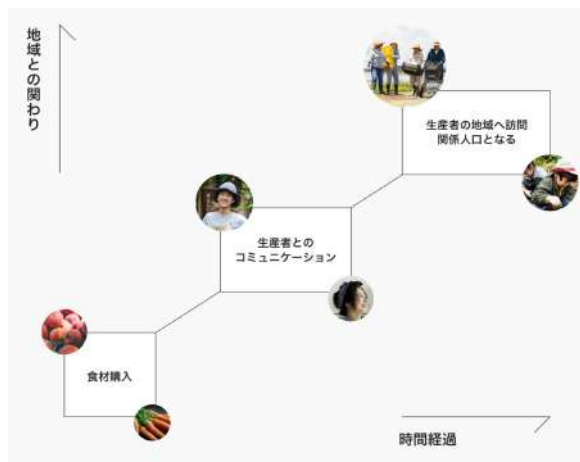 地域との関わり
生産者の地域へ訪問
関係人口となる
生産者との
コミュニケーション
食材購入
時間経過